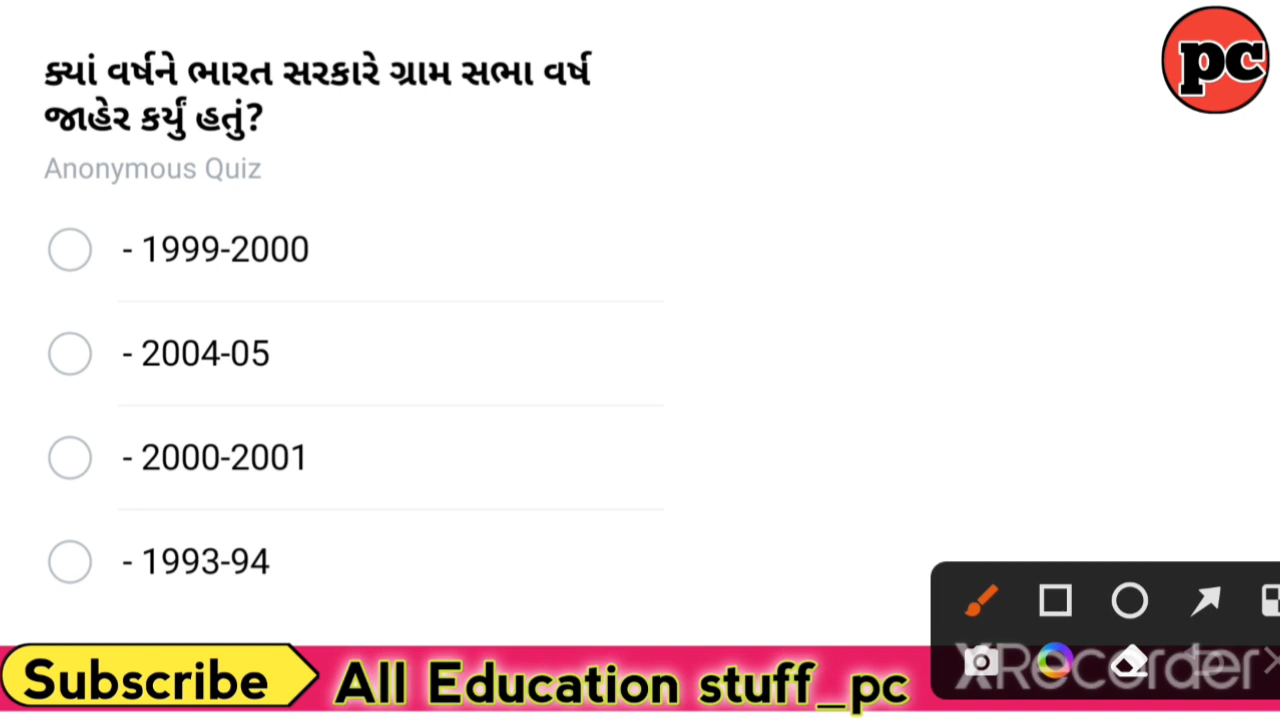 ક્યાં વર્ષને ભારત સરકારે ગ્રામ સભા વર્ષ
જાહેર કર્યું હતું?
Anonymous Quiz
- 1999-2000
- 2004-05
- 2000-2001
- 1993-94
pc
Subscribe
All Education stuff_pc
XRecorder